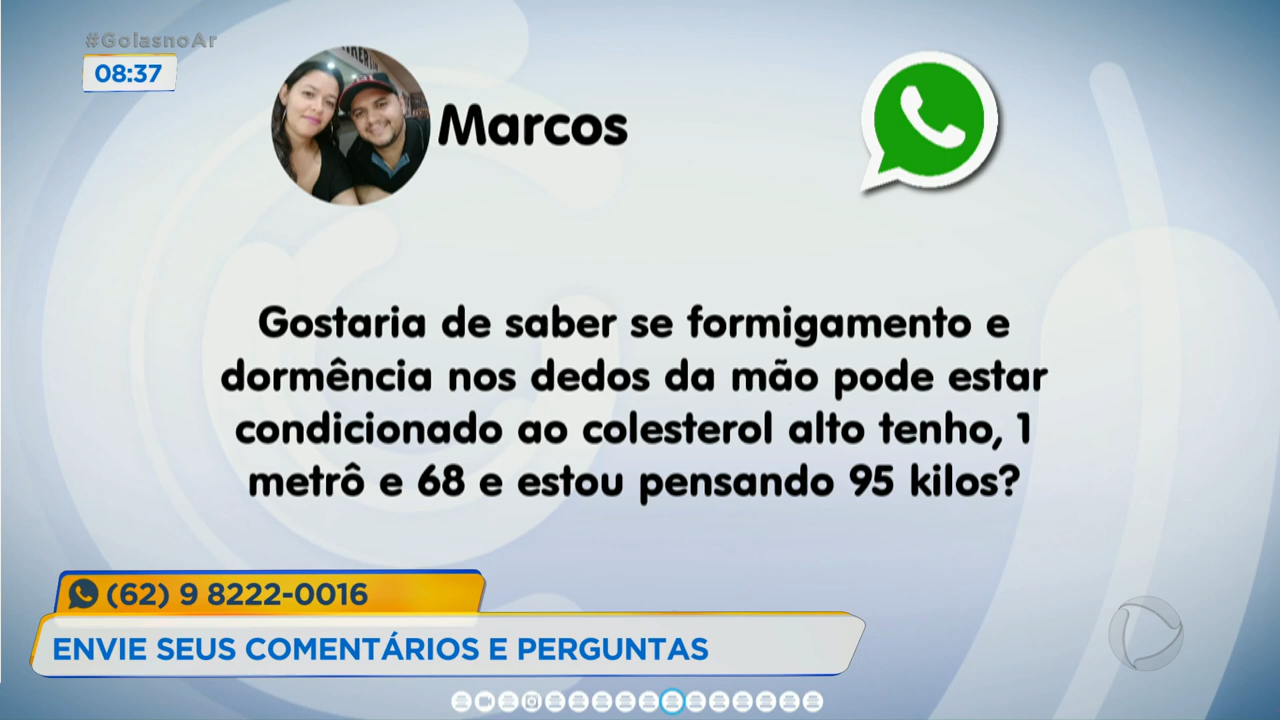 #GoiasnoAr
08:37
Marcos
Gostaria de saber se formigamento e
dormência nos dedos da mão pode estar
condicionado ao colesterol alto tenho, 1
metrô e 68 e estou pensando 95 kilos?
(62) 9 8222-0016
ENVIE SEUS COMENTÁRIOS E PERGUNTAS